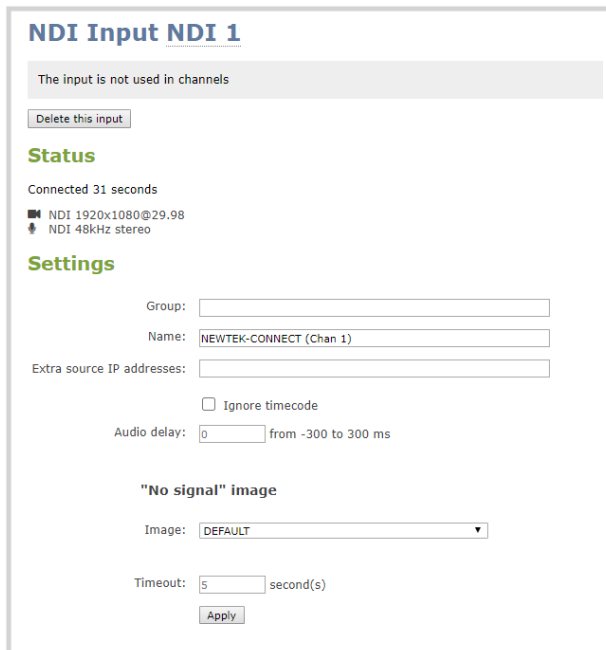 NDI Input NDI 1
The input is not used in channels
Delete this input
Status
Connected 31 seconds
NDI 1920x1080@29.98
NDI 48kHz stereo
Settings
Group:
Name: NEWTEK-CONNECT (Chan 1)
Extra source IP addresses:
Ignore timecode
Audio delay: 0 from -300 to 300 ms
"No signal" image
Image: DEFAULT
Timeout: 5 second(s)
Apply